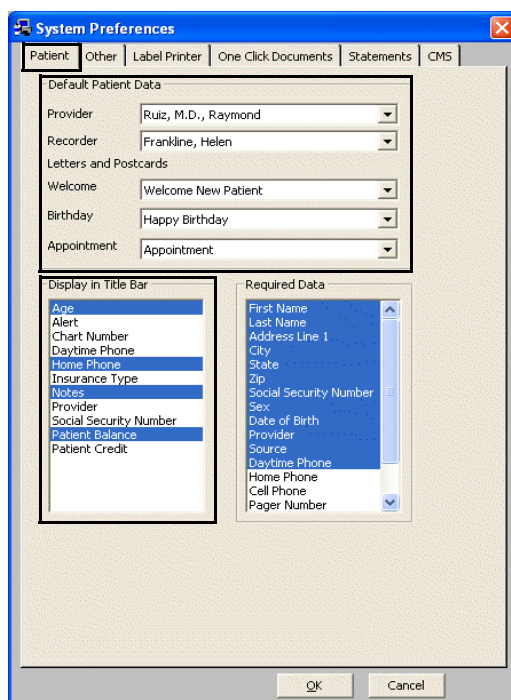 System Preferences
Patient Other Label Printer One Click Documents Statements CMS
Default Patient Data
Provider Ruiz, M.D., Raymond
Recorder Frankline, Helen
Letters and Postcards
Welcome Welcome New Patient
Birthday Happy Birthday
Appointment Appointment
Display in Title Bar
Age
Alert
Chart Number
Daytime Phone
Home Phone
Insurance Type
Notes
Provider
Social Security Number
Patient Balance
Patient Credit
Required Data
First Name
Last Name
Address Line 1
City
State
Zip
Social Security Number
Sex
Date of Birth
Provider
Source
Daytime Phone
Home Phone
Cell Phone
Pager Number
OK Cancel